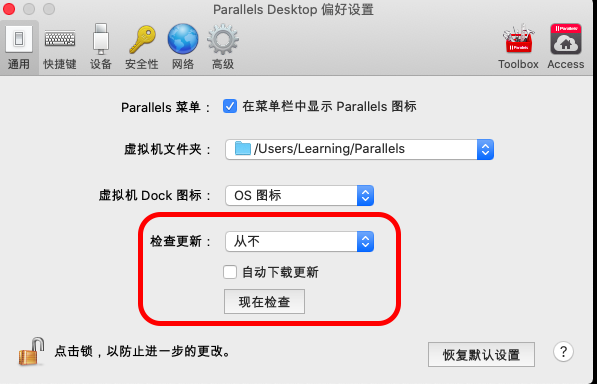 Parallels Desktop 偏好设置
通用 快捷键 设备 安全性 网络 高级 Toolbox Access
Parallels 菜单： 在菜单栏中显示 Parallels 图标
虚拟机文件夹： /Users/Learning/Parallels
虚拟机 Dock 图标： OS 图标
检查更新： 从不
自动下载更新
现在检查
点击锁，以防止进一步的更改。 恢复默认设置 ?